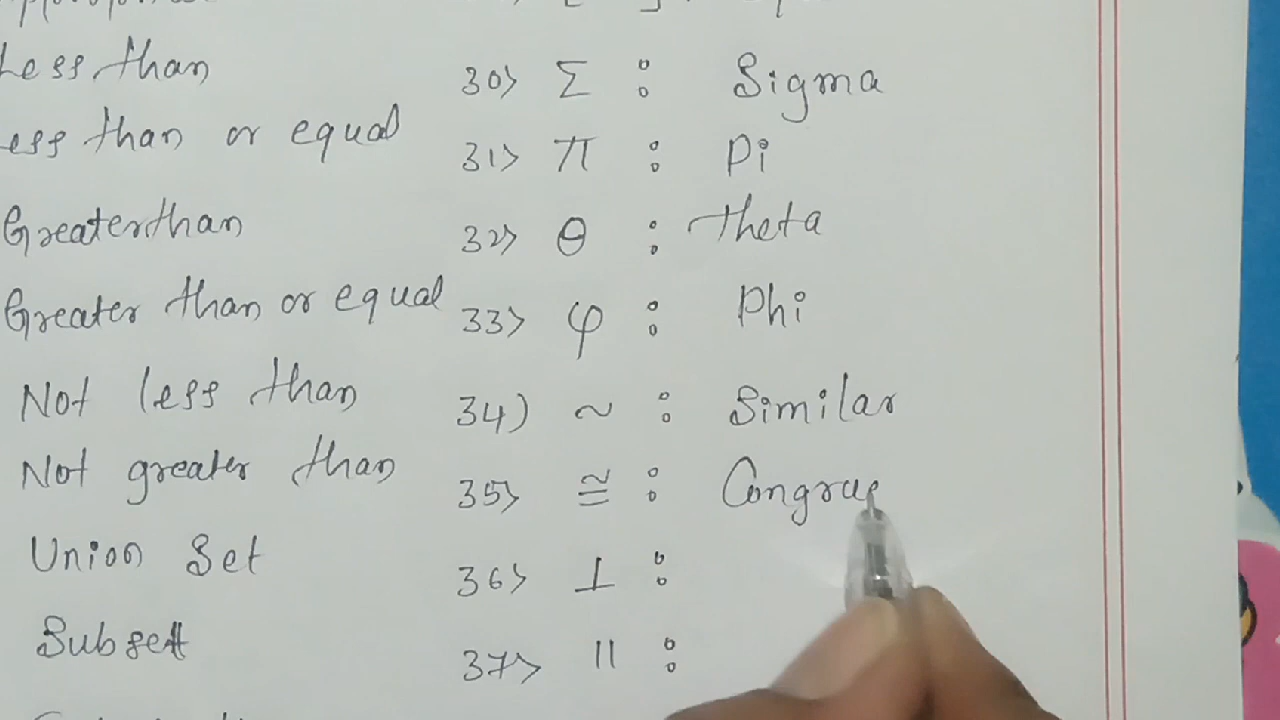 Less than
30) Σ : Sigma
Less than or equal
31) π : Pi
Greaterthan
32) θ : Theta
Greater than or equal
33) φ : Phi
Not less than
34) ~ : Similar
Not greater than
35) ≅ : Congrue
Union Set
36) ⊥ :
Subset
37) || :